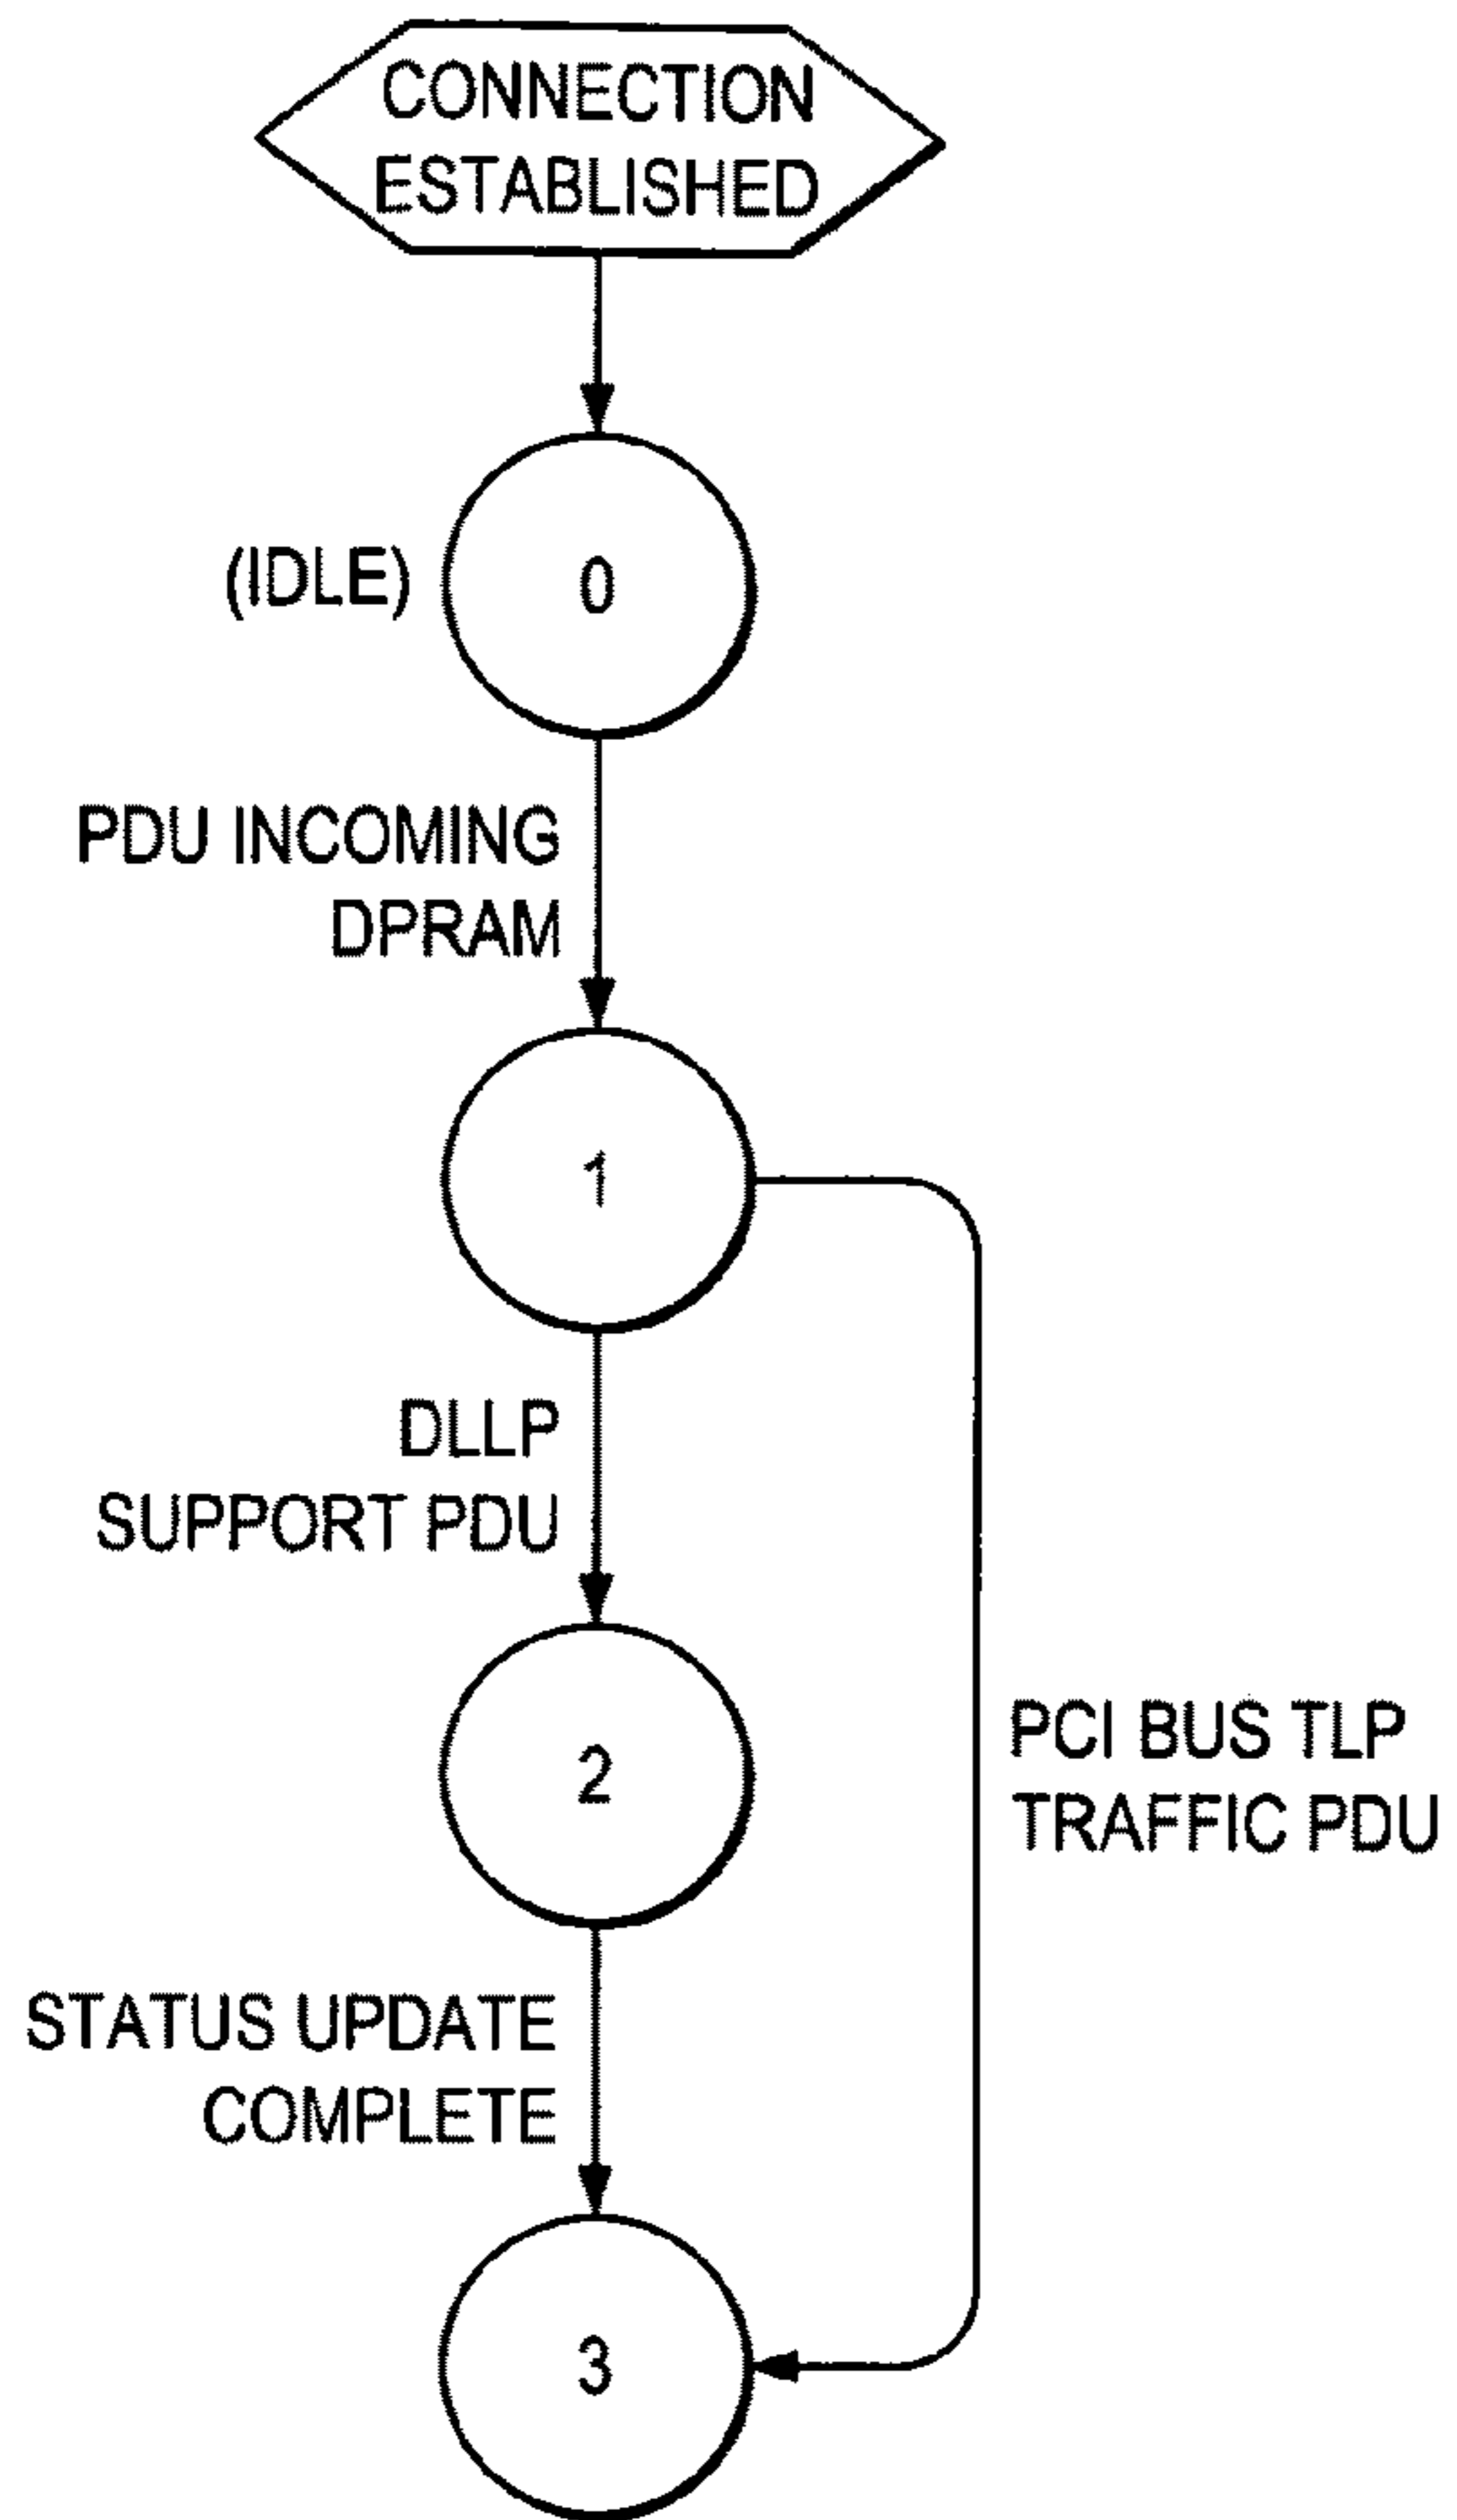 CONNECTION
ESTABLISHED
(IDLE)
0
PDU INCOMING
DPRAM
1
DLLP
SUPPORT PDU
2
PCI BUS TLP
TRAFFIC PDU
STATUS UPDATE
COMPLETE
3